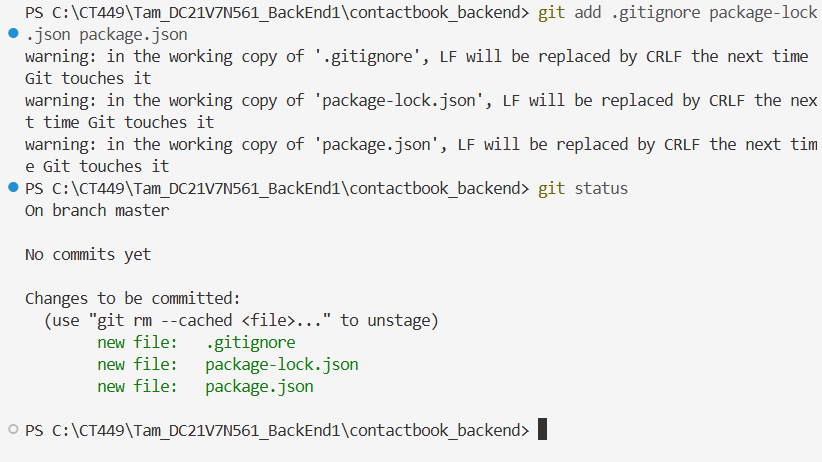 PS C:\CT449\Tam_DC21V7N561_BackEnd1\contactbook_backend> git add .gitignore package-lock
.json package.json
warning: in the working copy of '.gitignore', LF will be replaced by CRLF the next time
Git touches it
warning: in the working copy of 'package-lock.json', LF will be replaced by CRLF the nex
t time Git touches it
warning: in the working copy of 'package.json', LF will be replaced by CRLF the next tim
e Git touches it
PS C:\CT449\Tam_DC21V7N561_BackEnd1\contactbook_backend> git status
On branch master
No commits yet
Changes to be committed:
  (use "git rm --cached <file>..." to unstage)
        new file:   .gitignore
        new file:   package-lock.json
        new file:   package.json
PS C:\CT449\Tam_DC21V7N561_BackEnd1\contactbook_backend>